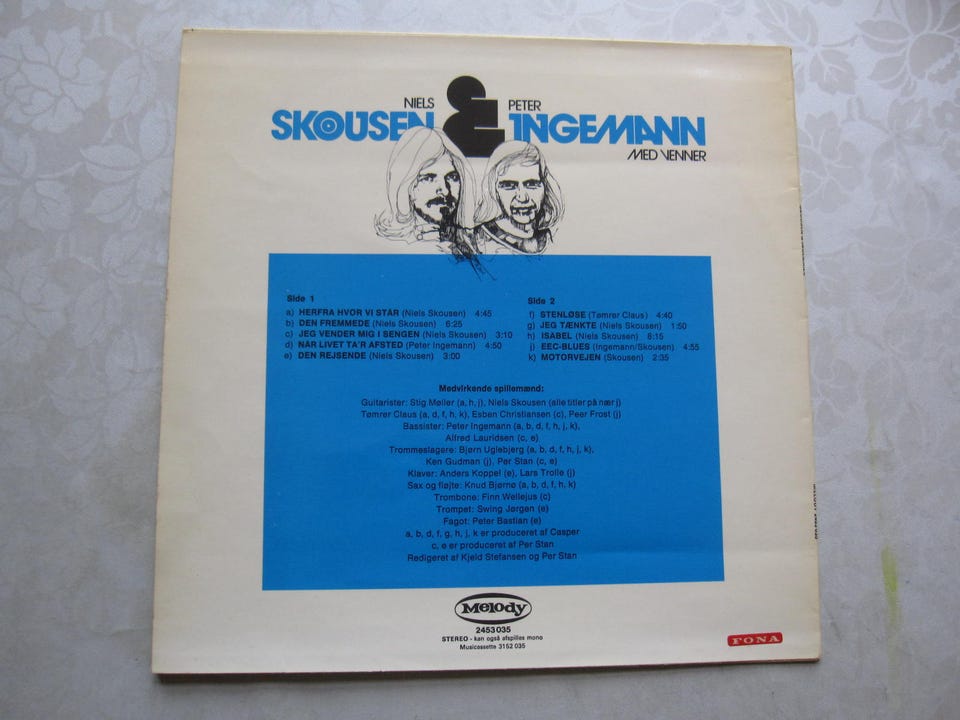 NIELS & PETER
SKOUSEN INGEMANN
MED VENNER
Side 1
a) HERFRA HVOR VI STÅR (Niels Skousen) 4:45
b) DEN FREMMEDE (Niels Skousen) 6:25
c) JEG VENDER MIG I SENGEN (Niels Skousen) 3:10
d) NÅR LIVET TA'R AFSTED (Peter Ingemann) 4:50
e) DEN REJSENDE (Niels Skousen) 3:00
Side 2
f) STENLØSE (Tømrer Claus) 4:40
g) JEG TÆNKTE (Niels Skousen) 1:50
h) ISABEL (Niels Skousen) 8:15
j) EEC-BLUES (Ingemann/Skousen) 4:55
k) MOTORVEJEN (Skousen) 2:35
Medvirkende spillemænd:
Guitarister: Stig Møller (a, h, j), Niels Skousen (alle titler på nær j)
Tømrer Claus (a, d, f, h, k), Esben Christiansen (c), Peer Frost (j)
Bassister: Peter Ingemann (a, b, d, f, h, j, k),
Alfred Lauridsen (c, e)
Trommeslagere: Bjørn Uglebjerg (a, b, d, f, h, j, k),
Ken Gudman (j), Per Stan (c, e)
Klaver: Anders Koppel (e), Lars Trolle (j)
Sax og fløjte: Knud Bjørnø (a, b, d, f, h, k)
Trombone: Finn Wellejus (c)
Trompet: Swing Jørgen (e)
Fagot: Peter Bastian (e)
a, b, d, f, g, h, j, k er produceret af Casper
c, e er produceret af Per Stan
Redigeret af Kjeld Stefansen og Per Stan
Melody
2453 035
STEREO - kan også afspilles mono
Musicassette 3152 035
FONA